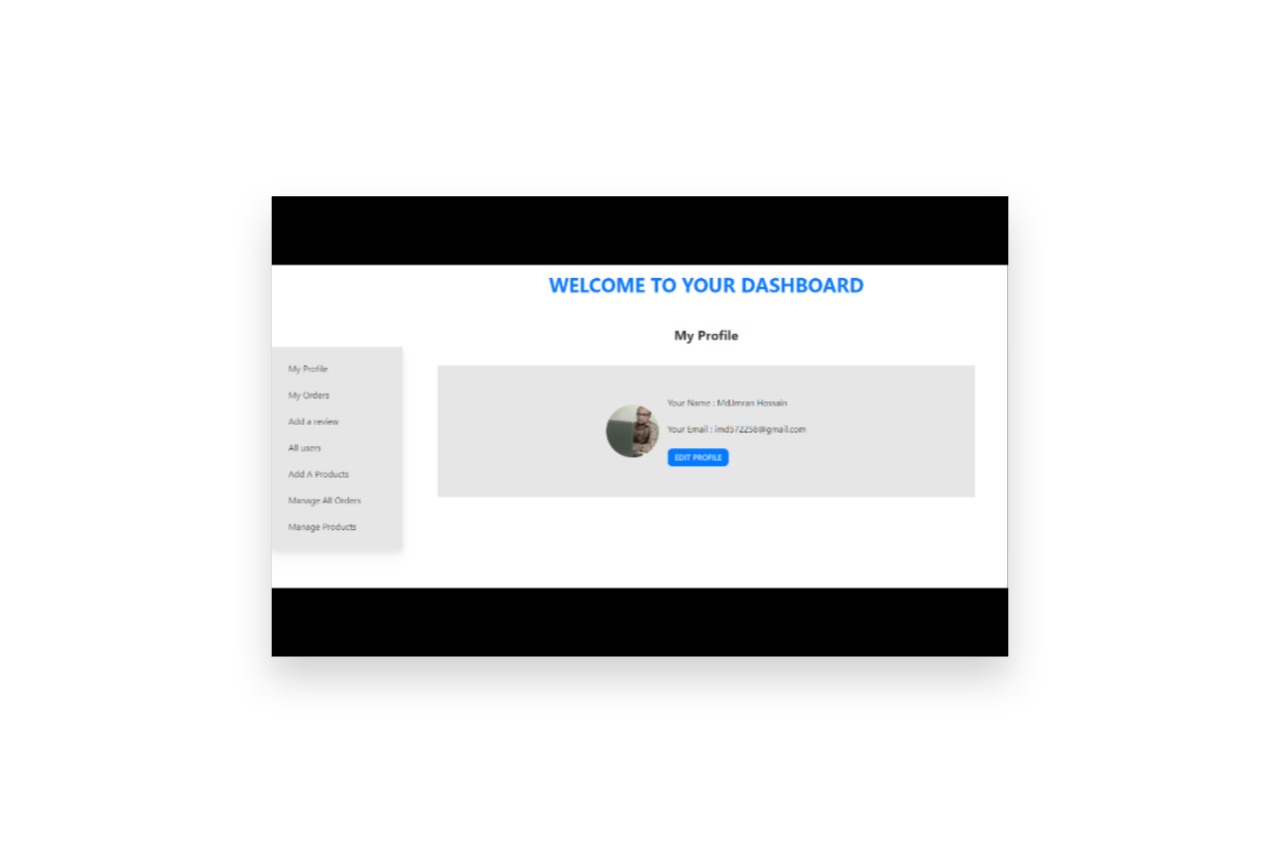 WELCOME TO YOUR DASHBOARD
My Profile
My Profile
My Orders
Add a review
All users
Add A Products
Manage All Orders
Manage Products
Your Name : Md.Imran Hossain
Your Email : imd572258@gmail.com
EDIT PROFILE